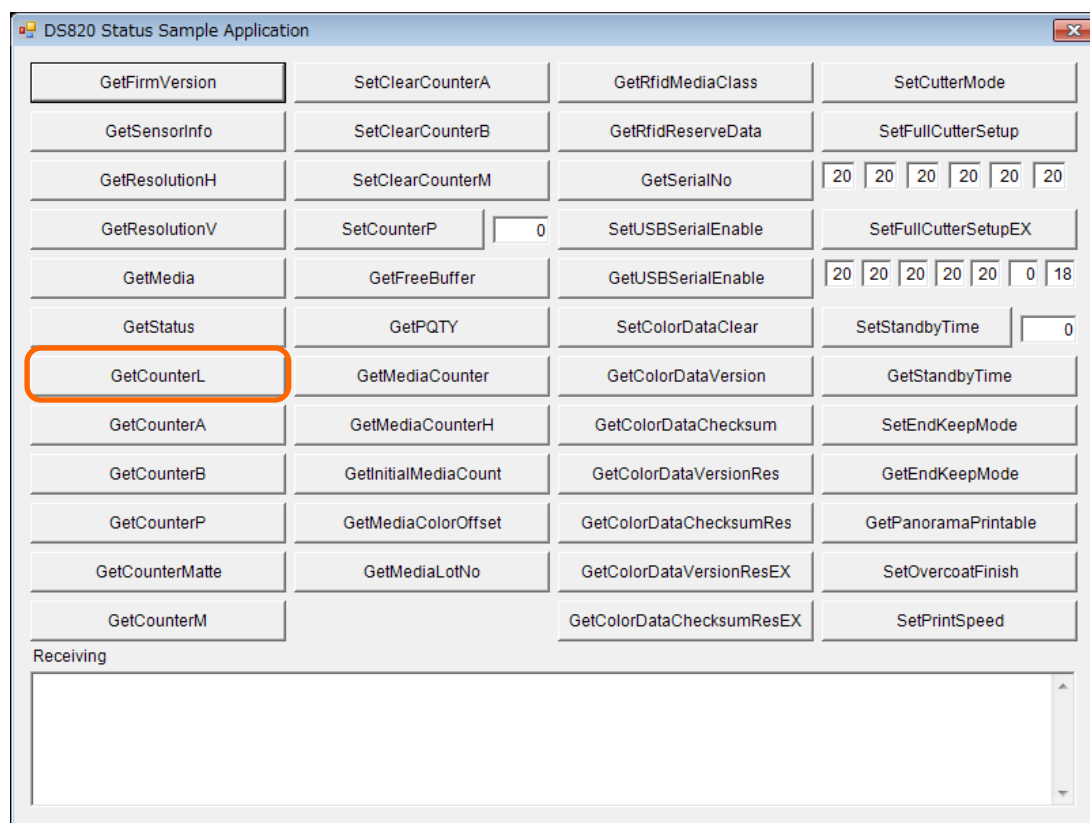 DS820 Status Sample Application
GetFirmVersion SetClearCounterA GetRfidMediaClass SetCutterMode
GetSensorInfo SetClearCounterB GetRfidReserveData SetFullCutterSetup
GetResolutionH SetClearCounterM GetSerialNo 20 20 20 20 20 20
GetResolutionV SetCounterP 0 SetUSBSerialEnable SetFullCutterSetupEX
GetMedia GetFreeBuffer GetUSBSerialEnable 20 20 20 20 20 0 18
GetStatus GetPQTY SetColorDataClear SetStandbyTime 0
GetCounterL GetMediaCounter GetColorDataVersion GetStandbyTime
GetCounterA GetMediaCounterH GetColorDataChecksum SetEndKeepMode
GetCounterB GetInitialMediaCount GetColorDataVersionRes GetEndKeepMode
GetCounterP GetMediaColorOffset GetColorDataChecksumRes GetPanoramaPrintable
GetCounterMatte GetMediaLotNo GetColorDataVersionResEX SetOvercoatFinish
GetCounterM GetColorDataChecksumResEX SetPrintSpeed
Receiving